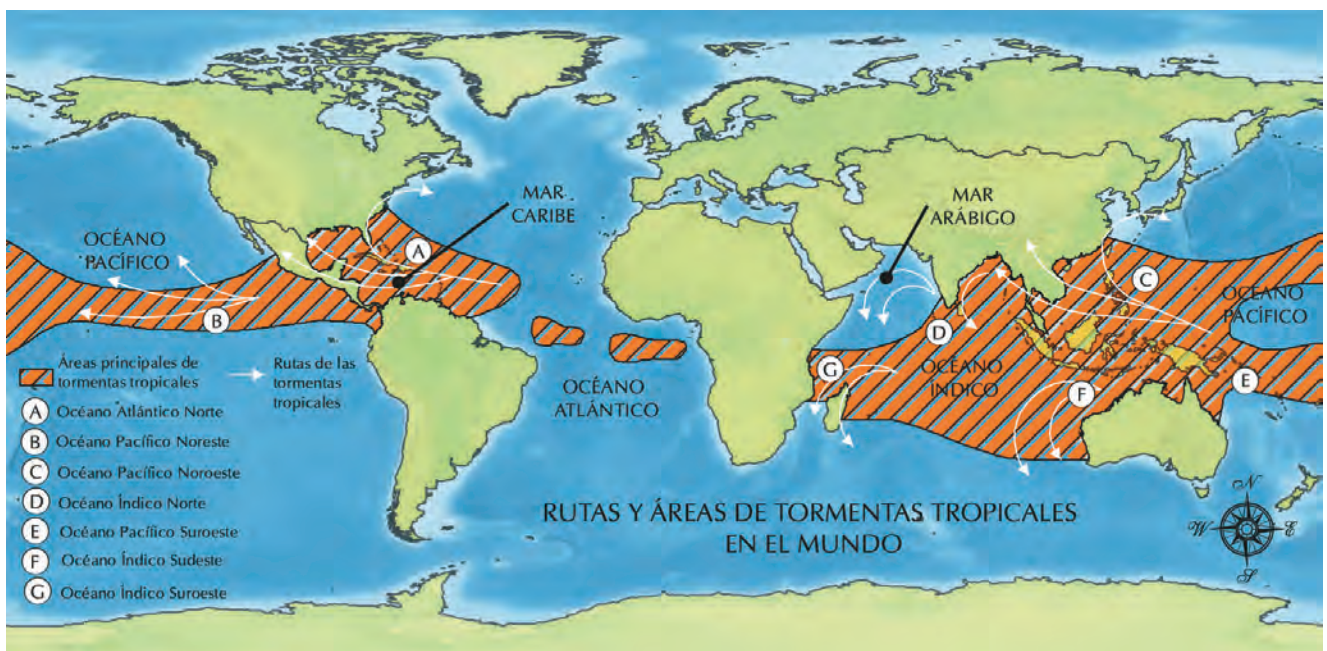 MAR
CARIBE
MAR
ARÁBIGO
OCÉANO
PACÍFICO
A
B
C
OCÉANO
PACÍFICO
D
OCÉANO
ÍNDICO
E
F
G
OCÉANO
ATLÁNTICO
Áreas principales de
tormentas tropicales
Rutas de las
tormentas
tropicales
A Océano Atlántico Norte
B Océano Pacífico Noreste
C Océano Pacífico Noroeste
D Océano Índico Norte
E Océano Pacífico Suroeste
F Océano Índico Sudeste
G Océano Índico Suroeste
RUTAS Y ÁREAS DE TORMENTAS TROPICALES
EN EL MUNDO
N
W E
S